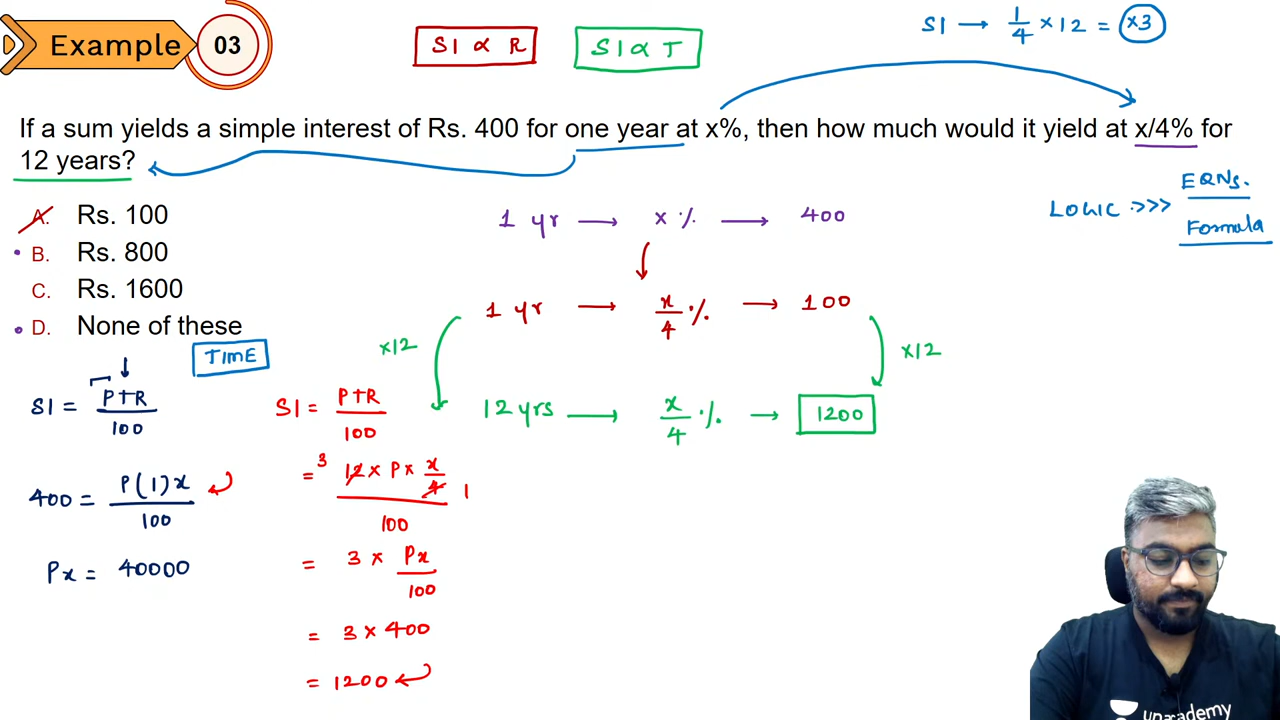 Example 03
SI ∝ R
SI ∝ T
SI → 1/4 × 12 = ×3
If a sum yields a simple interest of Rs. 400 for one year at x%, then how much would it yield at x/4% for
12 years?
A. Rs. 100
B. Rs. 800
C. Rs. 1600
D. None of these
LOGIC >>> EQNs.
Formula
1 yr → x % → 400
1 yr → x/4 % → 100
×12
×12
12 yrs → x/4 % → 1200
TIME
SI = PTR/100
400 = P(1)x/100
Px = 40000
SI = PTR/100
= 3 12 × P × x/4 1 /100
= 3 × Px/100
= 3 × 400
= 1200
unacademy